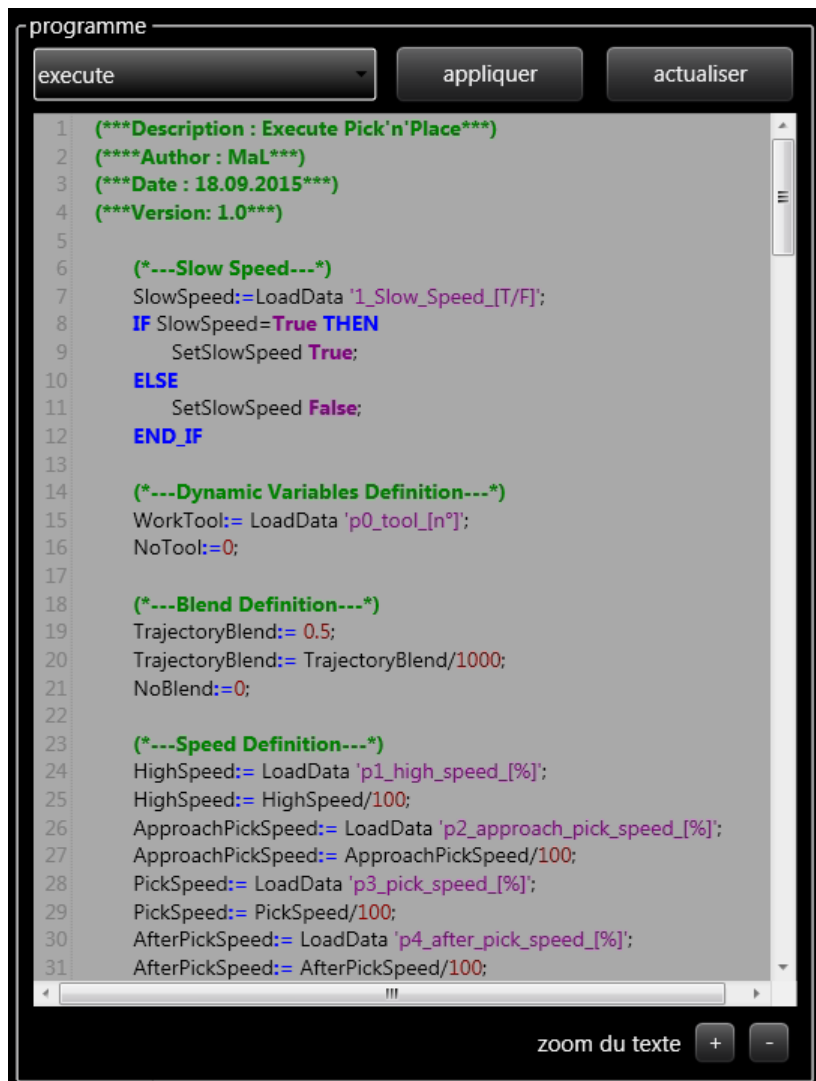 programme
execute appliquer actualiser
1 (***Description : Execute Pick'n'Place***)
2 (****Author : MaL***)
3 (***Date : 18.09.2015***)
4 (***Version: 1.0***)
5
6 (*---Slow Speed---*)
7 SlowSpeed:=LoadData '1_Slow_Speed_[T/F]';
8 IF SlowSpeed=True THEN
9 SetSlowSpeed True;
10 ELSE
11 SetSlowSpeed False;
12 END_IF
13
14 (*---Dynamic Variables Definition---*)
15 WorkTool:= LoadData 'p0_tool_[n°]';
16 NoTool:=0;
17
18 (*---Blend Definition---*)
19 TrajectoryBlend:= 0.5;
20 TrajectoryBlend:= TrajectoryBlend/1000;
21 NoBlend:=0;
22
23 (*---Speed Definition---*)
24 HighSpeed:= LoadData 'p1_high_speed_[%]';
25 HighSpeed:= HighSpeed/100;
26 ApproachPickSpeed:= LoadData 'p2_approach_pick_speed_[%]';
27 ApproachPickSpeed:= ApproachPickSpeed/100;
28 PickSpeed:= LoadData 'p3_pick_speed_[%]';
29 PickSpeed:= PickSpeed/100;
30 AfterPickSpeed:= LoadData 'p4_after_pick_speed_[%]';
31 AfterPickSpeed:= AfterPickSpeed/100;
zoom du texte + -